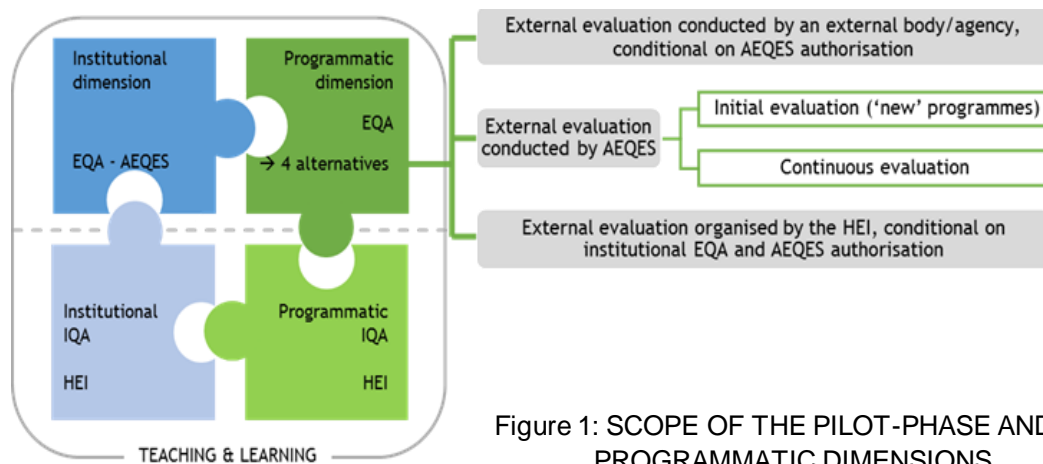 Institutional
dimension
EQA - AEQES
Programmatic
dimension
EQA
→ 4 alternatives
Institutional
IQA
HEI
Programmatic
IQA
HEI
TEACHING & LEARNING
External evaluation conducted by an external body/agency,
conditional on AEQES authorisation
External evaluation
conducted by AEQES
Initial evaluation (‘new’ programmes)
Continuous evaluation
External evaluation organised by the HEI, conditional on
institutional EQA and AEQES authorisation
Figure 1: SCOPE OF THE PILOT-PHASE AND
PROGRAMMATIC DIMENSIONS